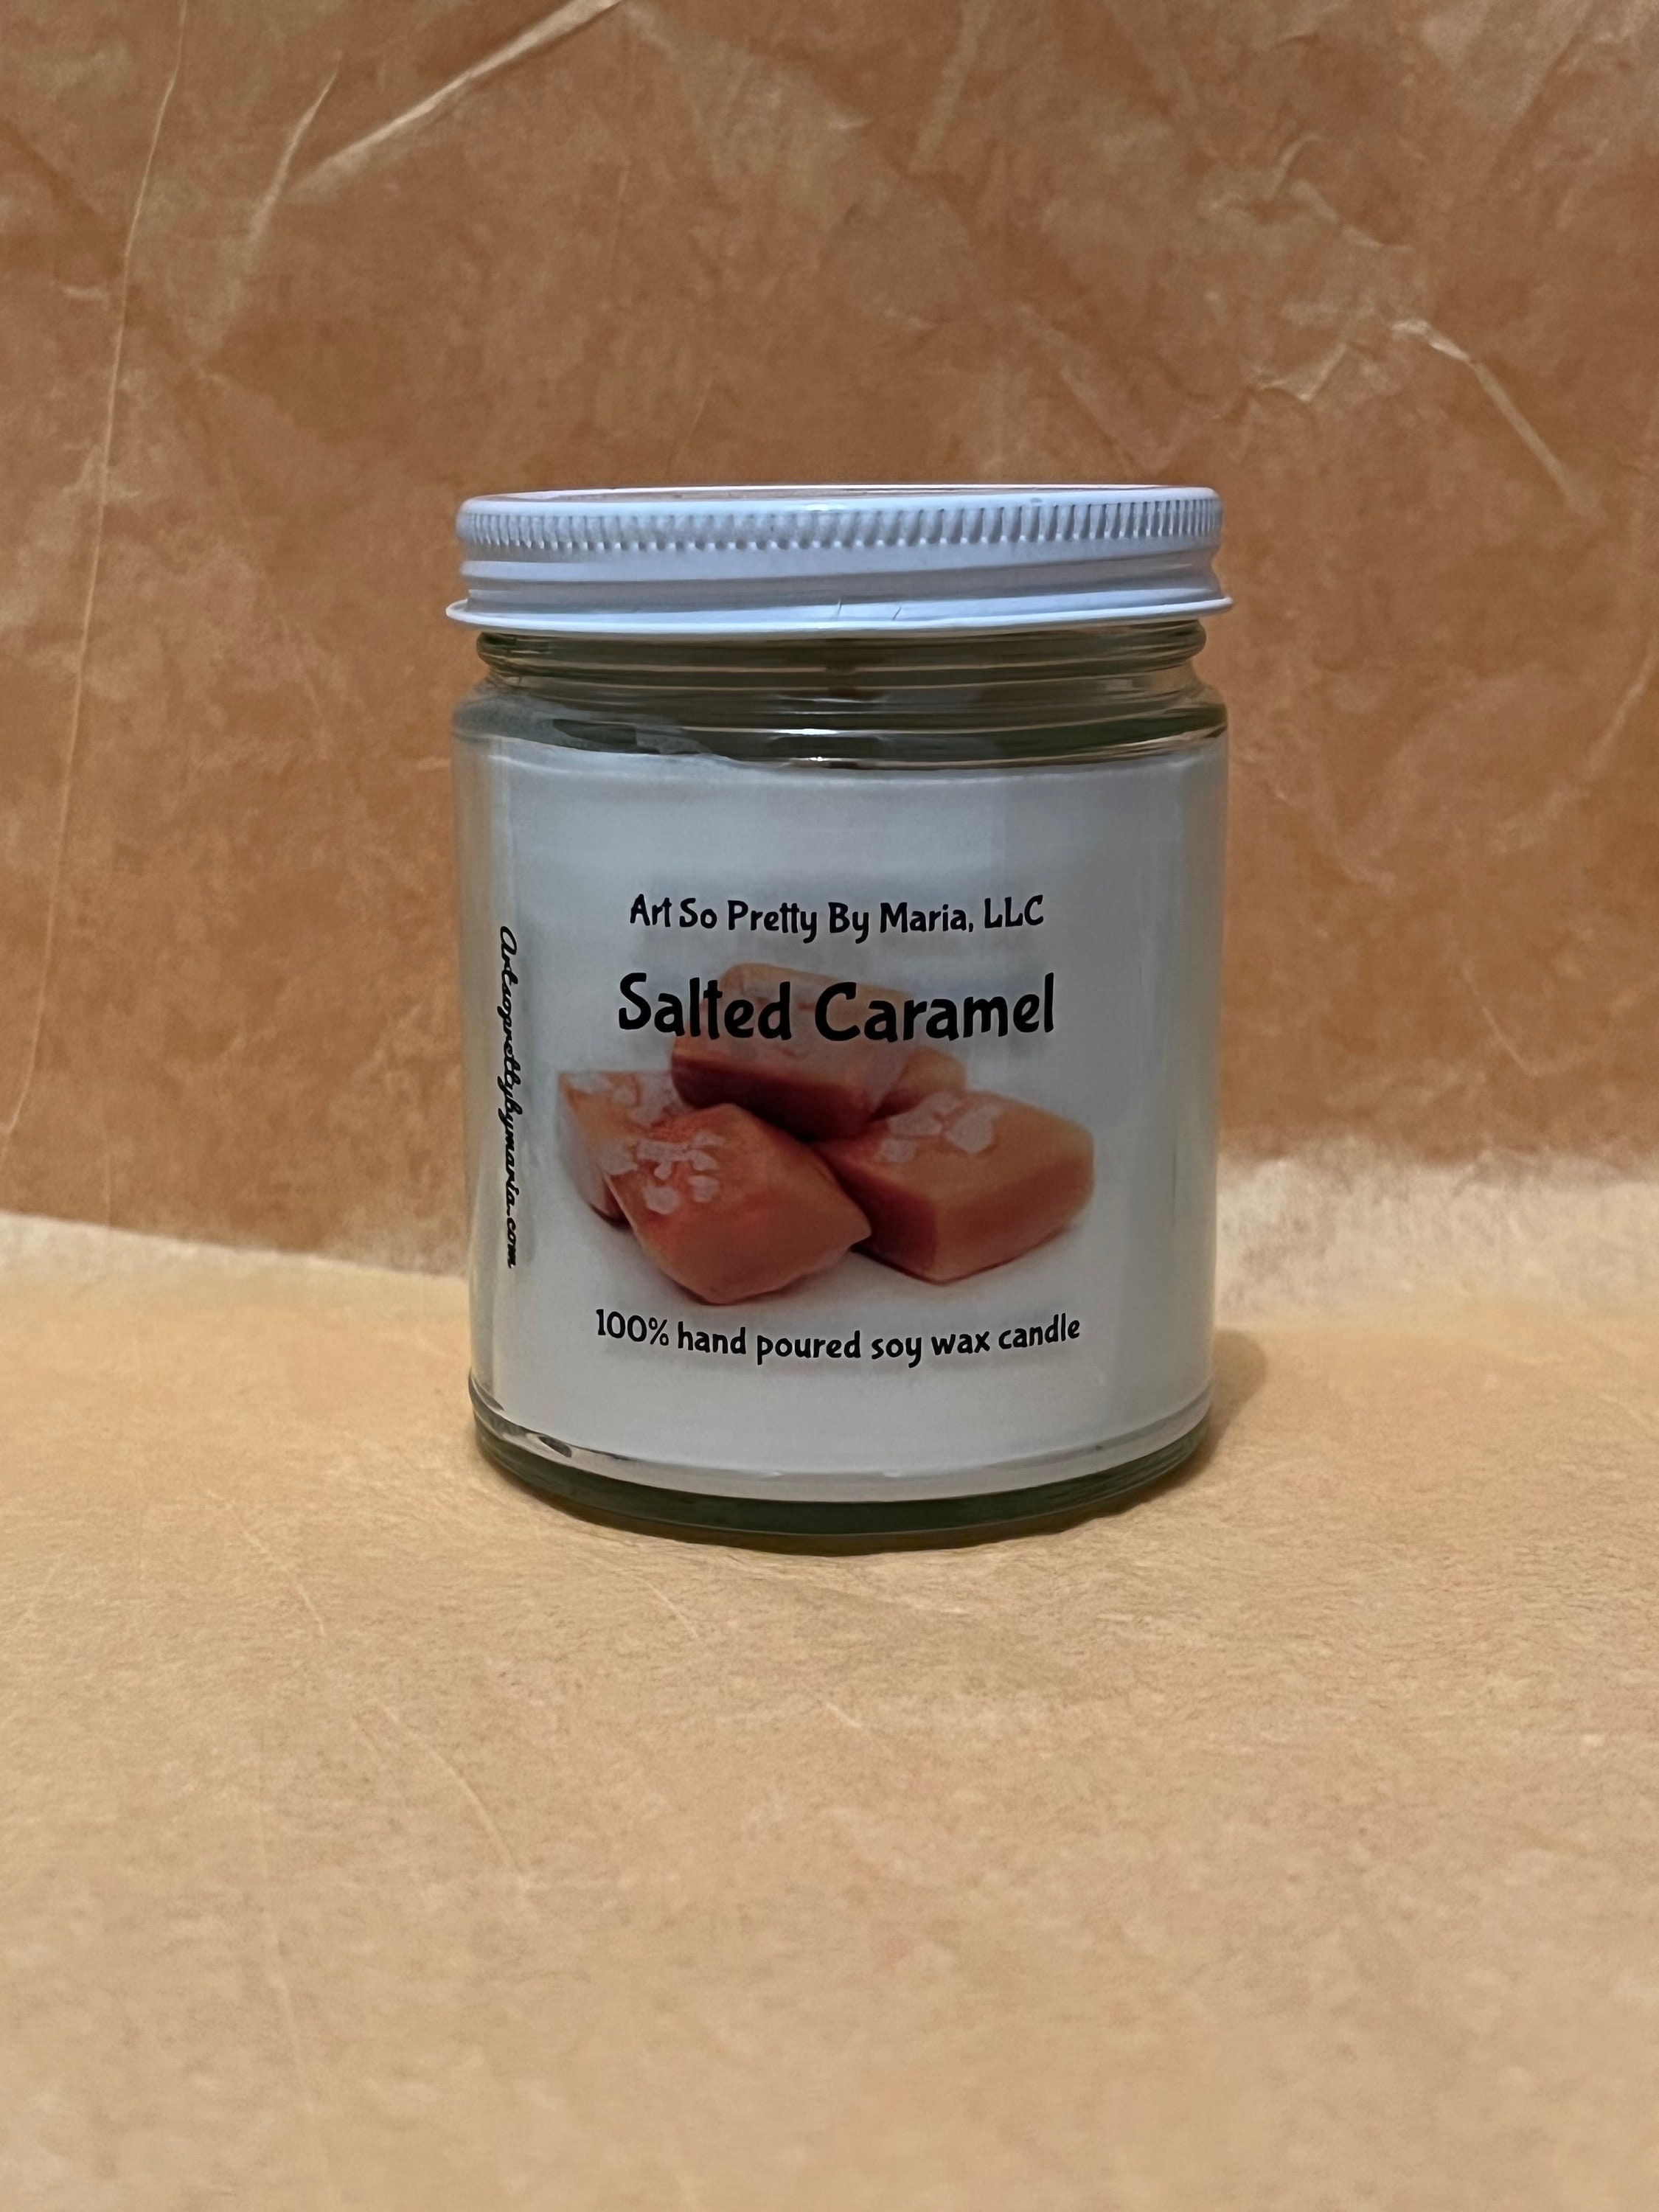 Art So Pretty By Maria, LLC
Salted Caramel
100% hand poured soy wax candle
Artsoprettybymaria.com